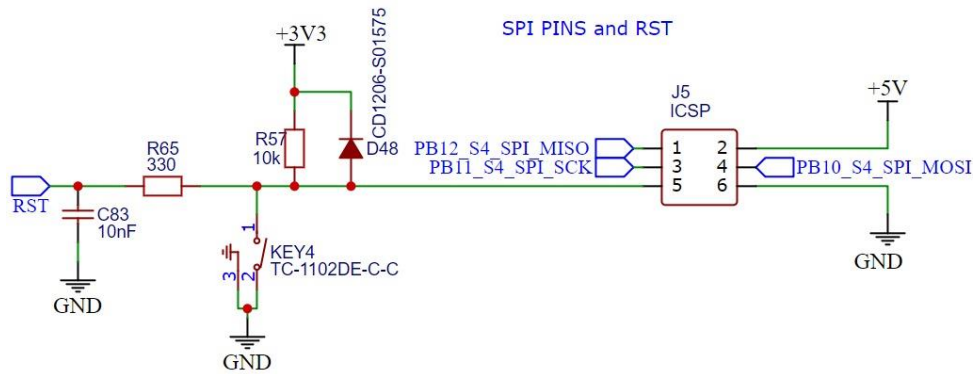 SPI PINS and RST
+3V3
CD1206-S01575
D48
R57
10k
R65
330
RST
C83
10nF
GND
1
2
3
KEY4
TC-1102DE-C-C
GND
J5
ICSP
+5V
PB12_S4_SPI_MISO
PB11_S4_SPI_SCK
1 2
3 4
5 6
PB10_S4_SPI_MOSI
GND